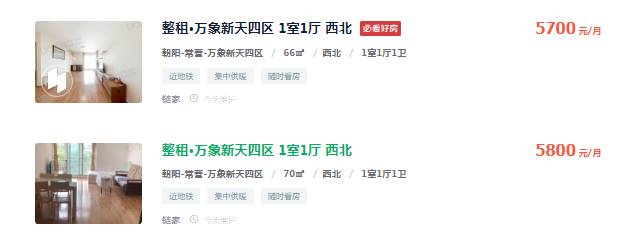 整租·万象新天四区 1室1厅 西北 必看好房
5700 元/月
朝阳-常营-万象新天四区 / 66㎡ / 西北 / 1室1厅1卫
近地铁 集中供暖 随时看房
链家 今天维护
整租·万象新天四区 1室1厅 西北
5800 元/月
朝阳-常营-万象新天四区 / 70㎡ / 西北 / 1室1厅1卫
近地铁 集中供暖 随时看房
链家 今天维护